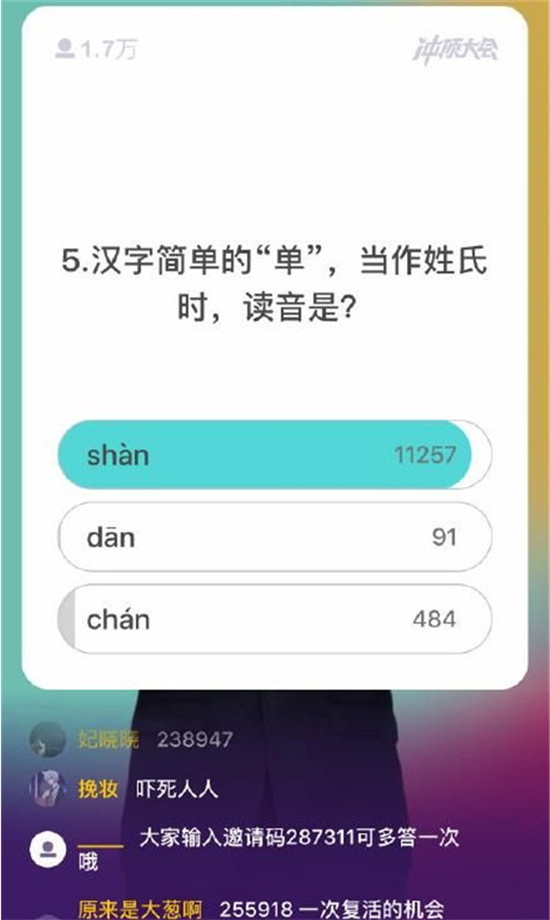 1.7万
冲顶大会
5.汉字简单的“单”，当作姓氏
时，读音是?
shàn 11257
dān 91
chán 484
妃晓晓 238947
挽妆 吓死人人
大家输入邀请码287311可多答一次
哦
原来是大葱啊 255918 一次复活的机会